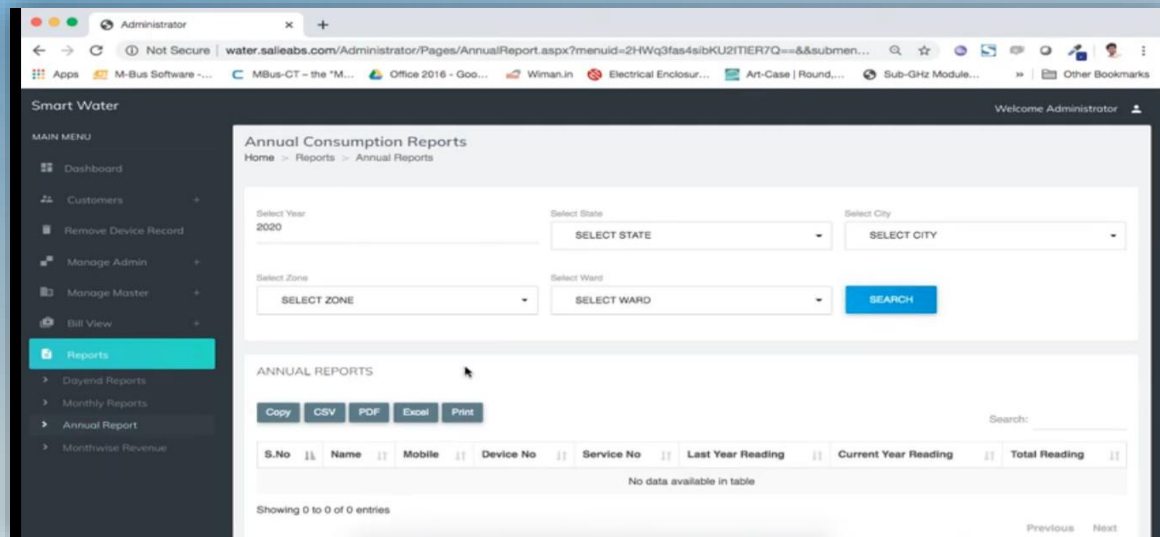 Administrator
Not Secure water.salieabs.com/Administrator/Pages/AnnualReport.aspx?menuid=2HWq3fas4sibKU2ITlER7Q==&&submen...
Apps M-Bus Software -... MBus-CT – the "M... Office 2016 - Goo... Wiman.in Electrical Enclosur... Art-Case | Round,... Sub-GHz Module... » Other Bookmarks
Smart Water
Welcome Administrator
MAIN MENU
Dashboard
Customers +
Remove Device Record
Manage Admin +
Manage Master +
Bill View +
Reports
Dayend Reports
Monthly Reports
Annual Report
Monthwise Revenue
Annual Consumption Reports
Home > Reports > Annual Reports
Select Year Select State Select City
2020 SELECT STATE SELECT CITY
Select Zone Select Ward
SELECT ZONE SELECT WARD SEARCH
ANNUAL REPORTS
Copy CSV PDF Excel Print
Search:
S.No Name Mobile Device No Service No Last Year Reading Current Year Reading Total Reading
No data available in table
Showing 0 to 0 of 0 entries
Previous Next